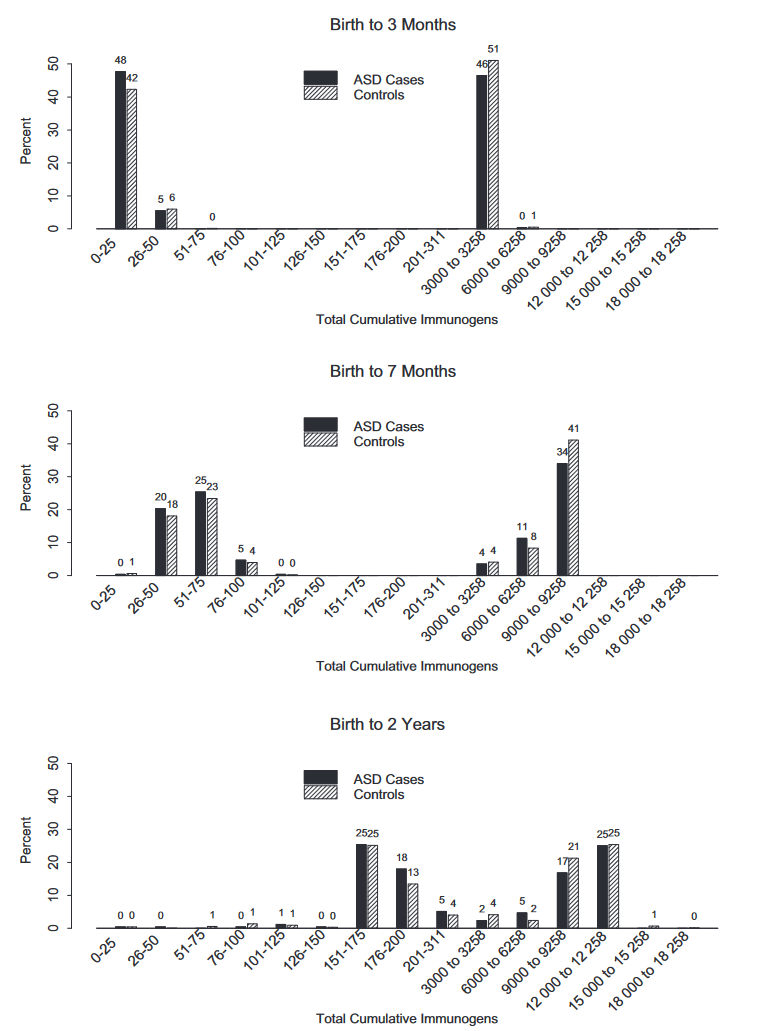 Birth to 3 Months
50
40
30
20
10
0
Percent
ASD Cases
Controls
48
42
5
6
0
46
51
0
1
0-25
26-50
51-75
76-100
101-125
126-150
151-175
176-200
201-311
3000 to 3258
6000 to 6258
9000 to 9258
12 000 to 12 258
15 000 to 15 258
18 000 to 18 258
Total Cumulative Immunogens
Birth to 7 Months
50
40
30
20
10
0
Percent
ASD Cases
Controls
0
1
20
18
25
23
5
4
0
0
4
4
11
8
34
41
0-25
26-50
51-75
76-100
101-125
126-150
151-175
176-200
201-311
3000 to 3258
6000 to 6258
9000 to 9258
12 000 to 12 258
15 000 to 15 258
18 000 to 18 258
Total Cumulative Immunogens
Birth to 2 Years
50
40
30
20
10
0
Percent
ASD Cases
Controls
0
0
0
1
0
1
1
1
0
0
25
25
18
13
5
4
2
4
5
2
17
21
25
25
1
0
0-25
26-50
51-75
76-100
101-125
126-150
151-175
176-200
201-311
3000 to 3258
6000 to 6258
9000 to 9258
12 000 to 12 258
15 000 to 15 258
18 000 to 18 258
Total Cumulative Immunogens